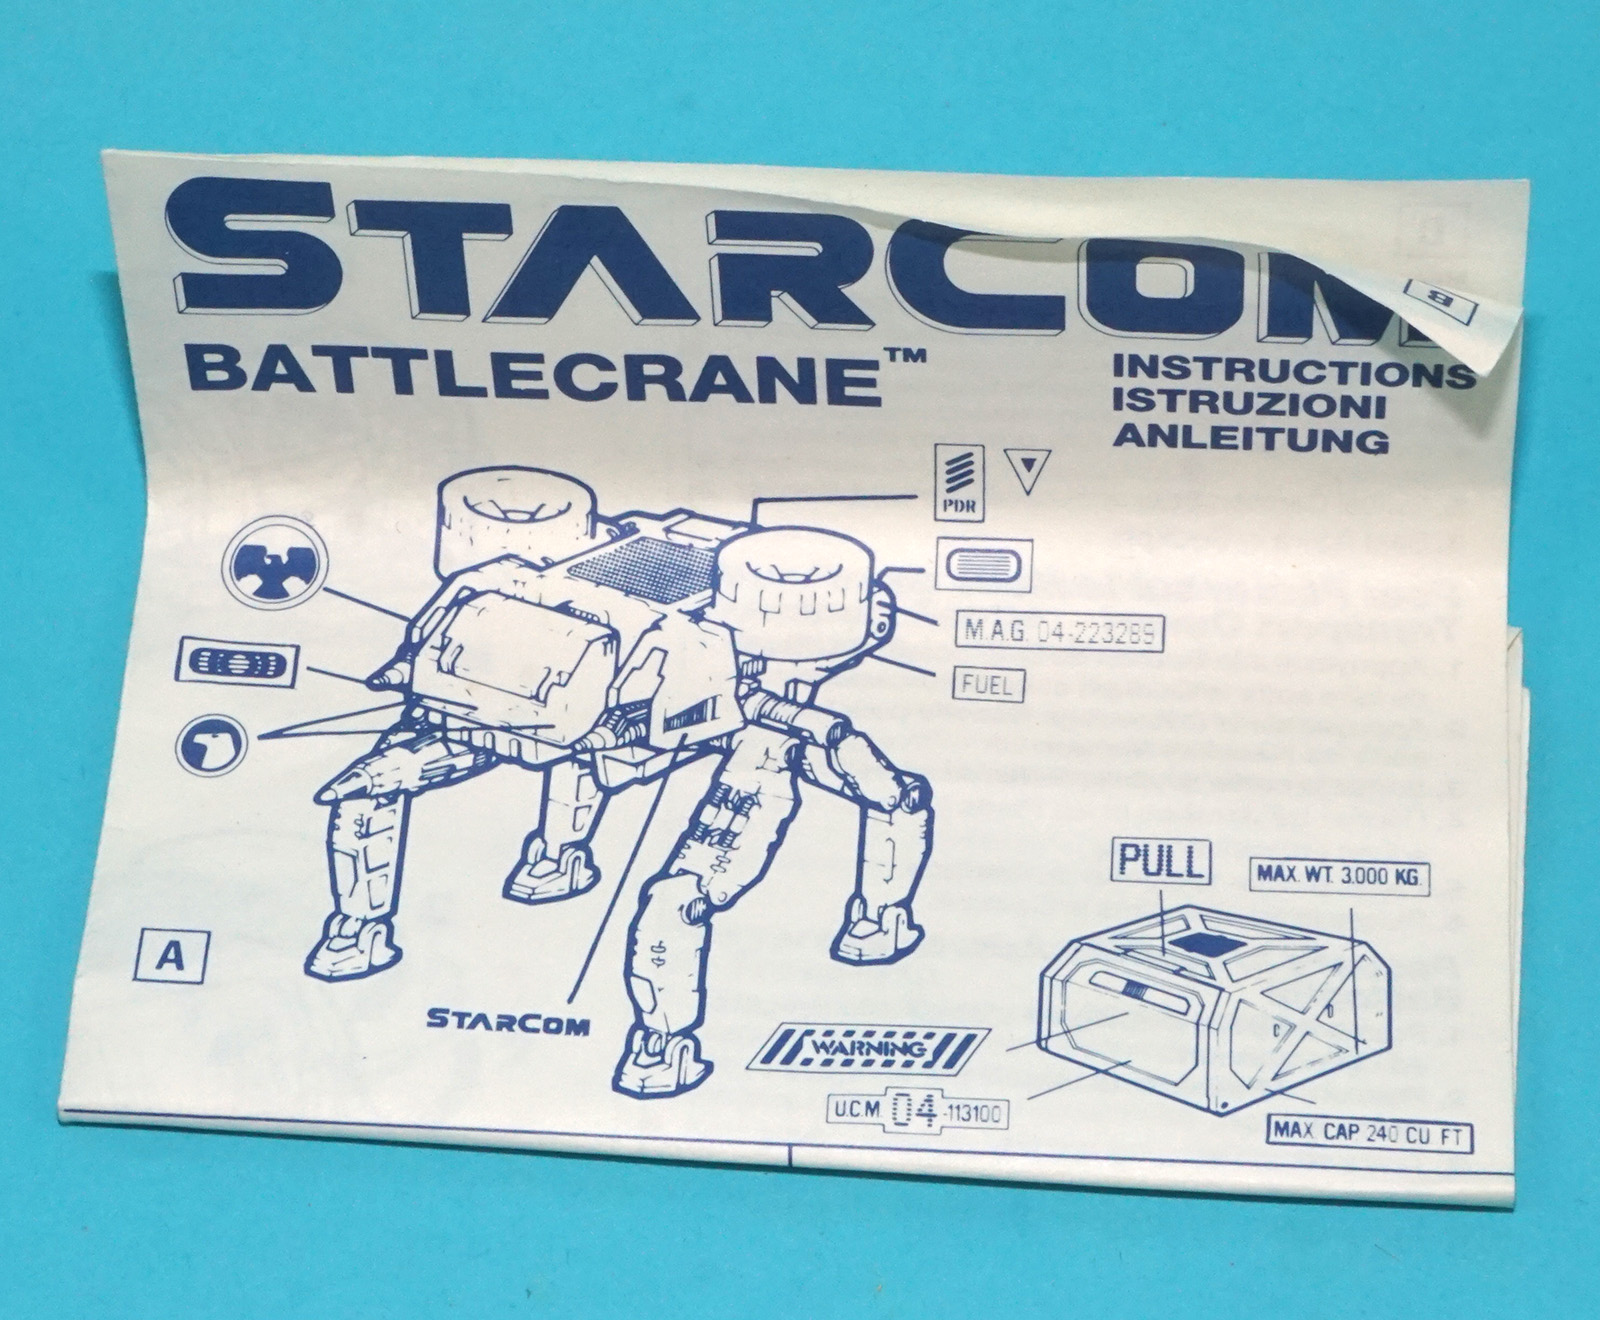 STARCOM
B
BATTLECRANE™
INSTRUCTIONS
ISTRUZIONI
ANLEITUNG
PDR
M.A.G. 04-223289
FUEL
PULL
MAX. WT. 3.000 KG.
A
STARCOM
WARNING
U.C.M. 04-113100
MAX. CAP 240 CU FT